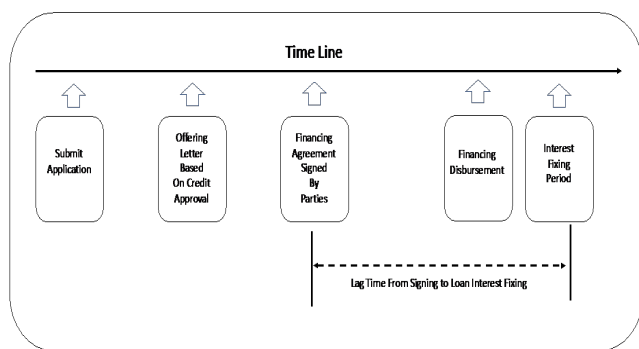 Time Line
Submit
Application
Offering
Letter
Based
On Credit
Approval
Financing
Agreement
Signed
By
Parties
Financing
Disbursement
Interest
Fixing
Period
Lag Time From Signing to Loan Interest Fixing